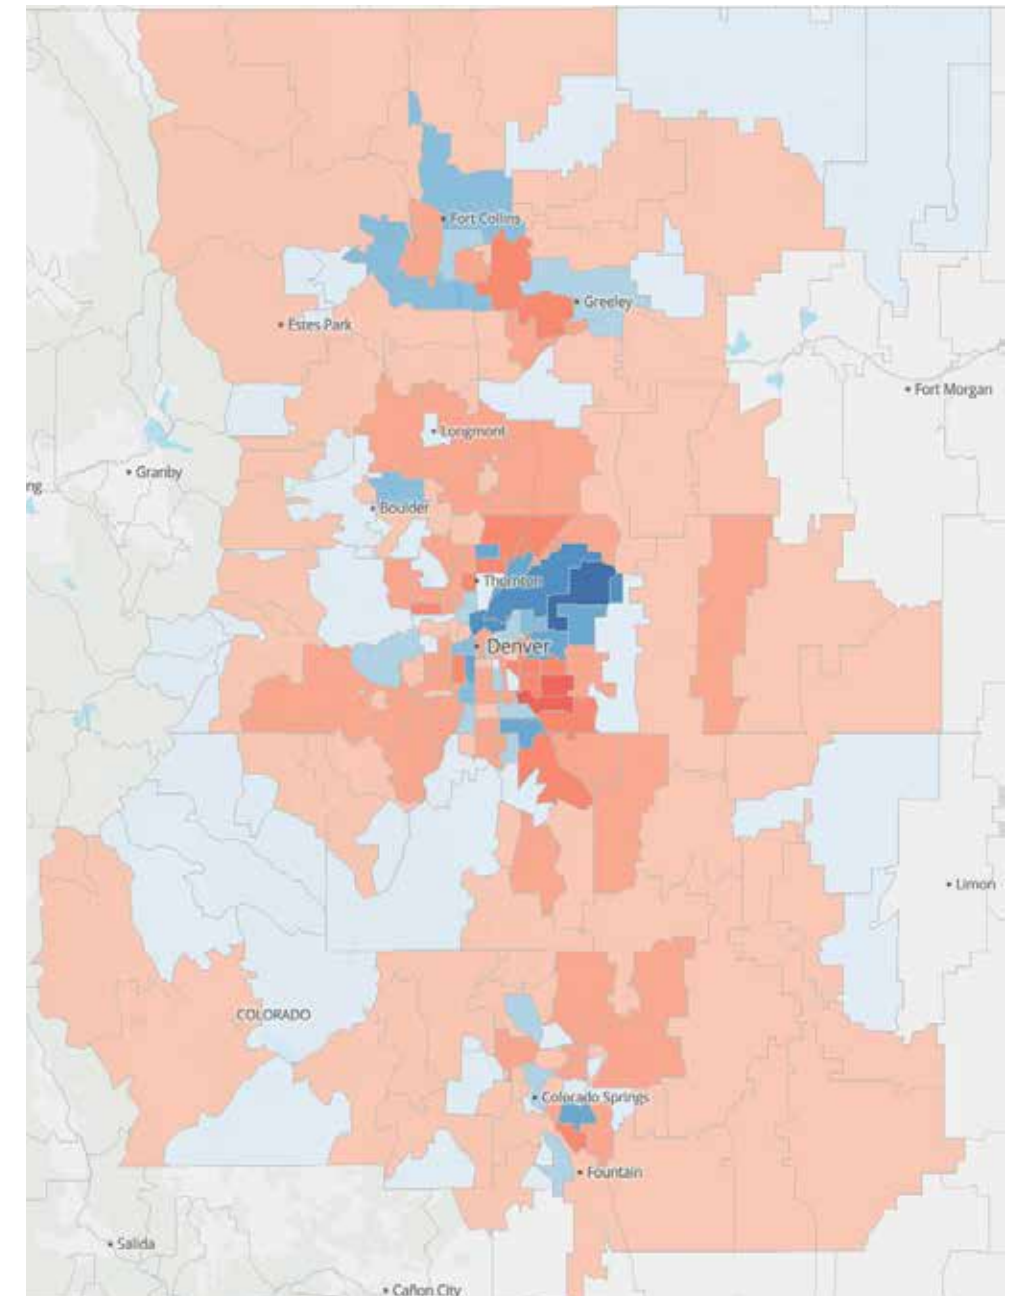 Fort Collins
Greeley
Estes Park
Fort Morgan
Longmont
Granby
ng
Boulder
Thornton
Denver
Limon
COLORADO
Colorado Springs
Fountain
Salida
Cañon City